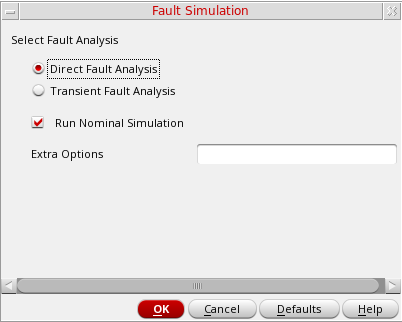 Fault Simulation
Select Fault Analysis
Direct Fault Analysis
Transient Fault Analysis
Run Nominal Simulation
Extra Options
OK Cancel Defaults Help